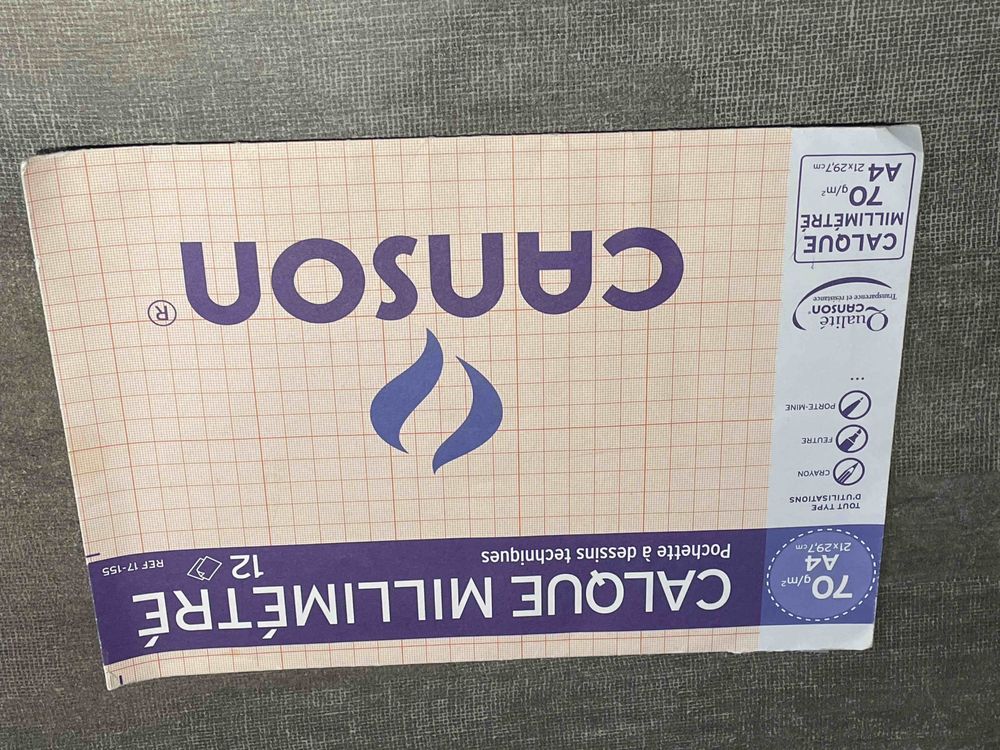 70
g/m²
A4
21x29,7cm
CALQUE MILLIMÉTRÉ
Pochette à dessins techniques
12
REF 17-155
TOUT TYPE
D'UTILISATIONS
CRAYON
FEUTRE
PORTE-MINE
...
Qualité
CANSON®
Transparence et résistance
CALQUE
MILLIMÉTRÉ
70 g/m²
A4 21x29,7cm
CANSON®